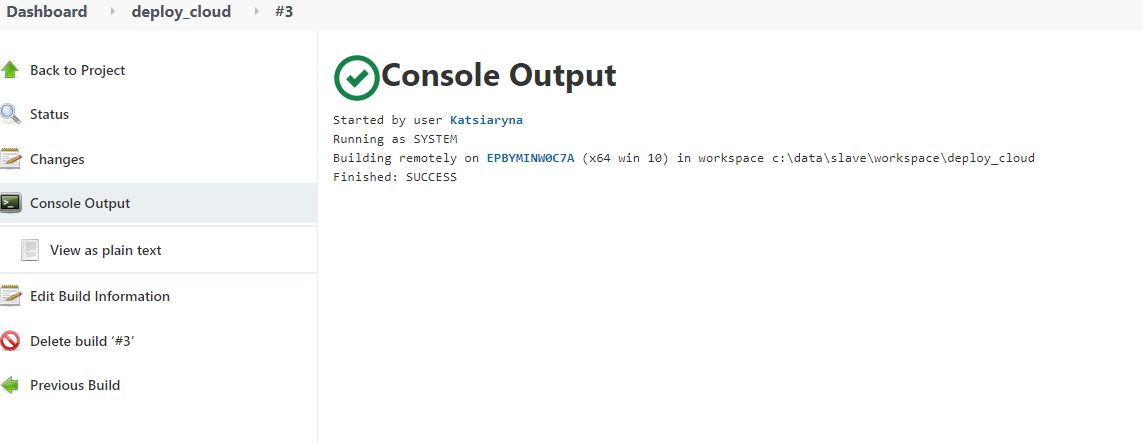 Dashboard deploy_cloud #3
Back to Project
Status
Changes
Console Output
View as plain text
Edit Build Information
Delete build ‘#3’
Previous Build
Console Output
Started by user Katsiaryna
Running as SYSTEM
Building remotely on EPBYMINW0C7A (x64 win 10) in workspace c:\data\slave\workspace\deploy_cloud
Finished: SUCCESS